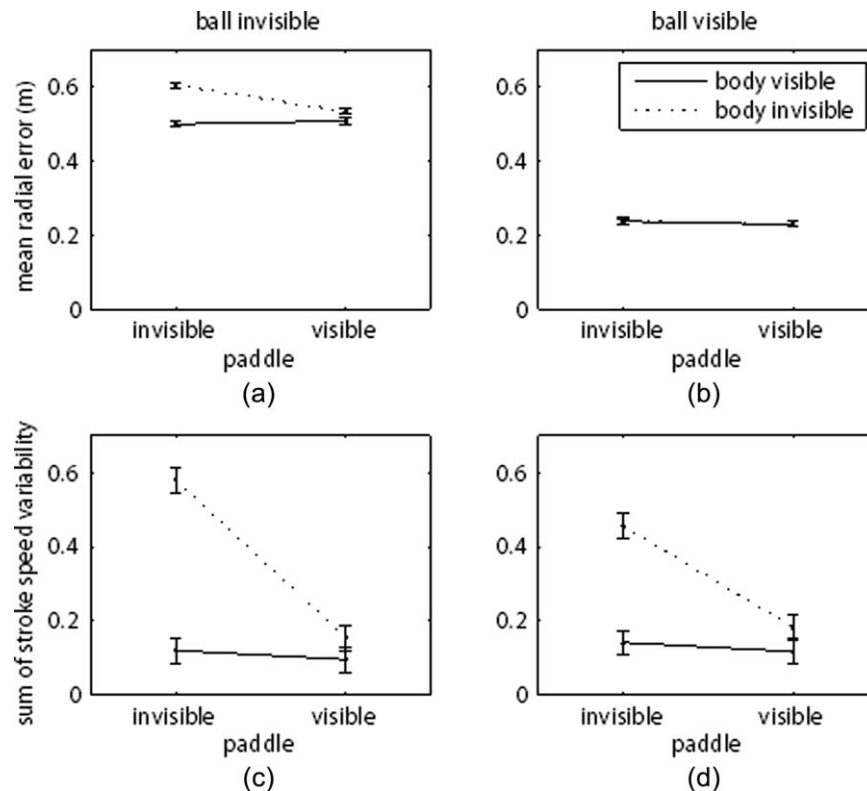 ball invisible
ball visible
mean radial error (m)
0.6
0.4
0.2
0
invisible
visible
paddle
(a)
0.6
0.4
0.2
0
body visible
body invisible
invisible
visible
paddle
(b)
sum of stroke speed variability
0.6
0.4
0.2
0
invisible
visible
paddle
(c)
0.6
0.4
0.2
0
invisible
visible
paddle
(d)